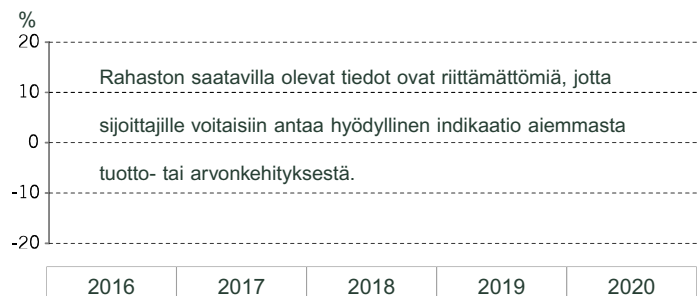 %
20
Rahaston saatavilla olevat tiedot ovat riittämättömiä, jotta
10
sijoittajille voitaisiin antaa hyödyllinen indikaatio aiemmasta
0
tuotto- tai arvonkehityksestä.
-10
-20
2016 2017 2018 2019 2020